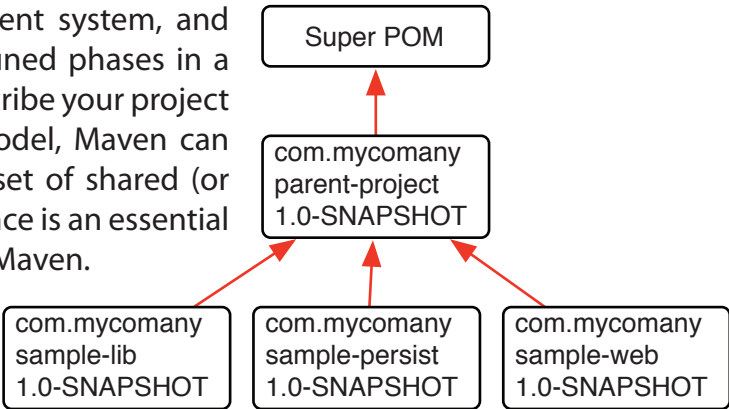 ent system, and
ned phases in a
ribe your project
odel, Maven can
set of shared (or
nce is an essential
Maven.
Super POM
com.mycomany
parent-project
1.0-SNAPSHOT
com.mycomany
sample-lib
1.0-SNAPSHOT
com.mycomany
sample-persist
1.0-SNAPSHOT
com.mycomany
sample-web
1.0-SNAPSHOT